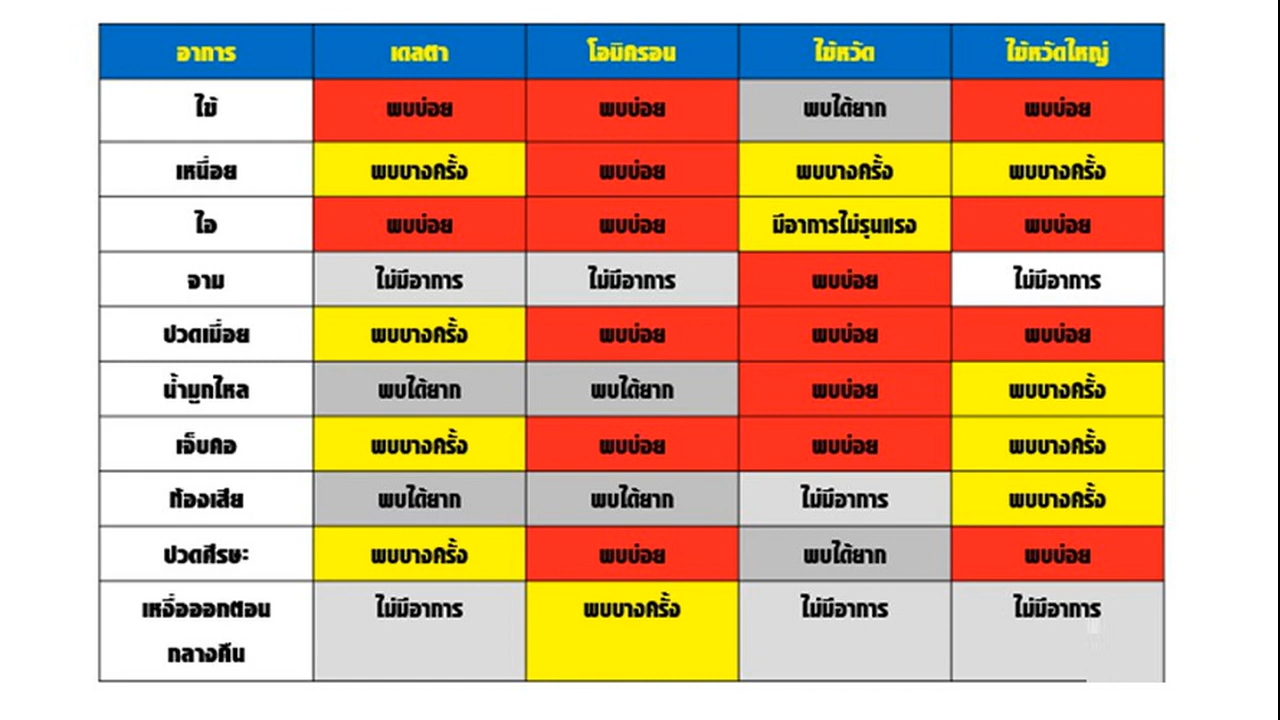 อาการ เดลตา โอมิครอน ไข้หวัด ไข้หวัดใหญ่
ไข้ พบบ่อย พบบ่อย พบได้ยาก พบบ่อย
เหนื่อย พบบางครั้ง พบบ่อย พบบางครั้ง พบบางครั้ง
ไอ พบบ่อย พบบ่อย มีอาการไม่รุนแรง พบบ่อย
จาม ไม่มีอาการ ไม่มีอาการ พบบ่อย ไม่มีอาการ
ปวดเมื่อย พบบางครั้ง พบบ่อย พบบ่อย พบบ่อย
น้ำมูกไหล พบได้ยาก พบได้ยาก พบบ่อย พบบางครั้ง
เจ็บคอ พบบางครั้ง พบบ่อย พบบ่อย พบบางครั้ง
ท้องเสีย พบได้ยาก พบได้ยาก ไม่มีอาการ พบบางครั้ง
ปวดศีรษะ พบบางครั้ง พบบ่อย พบได้ยาก พบบ่อย
เหงื่อออกตอน ไม่มีอาการ พบบางครั้ง ไม่มีอาการ ไม่มีอาการ
กลางคืน